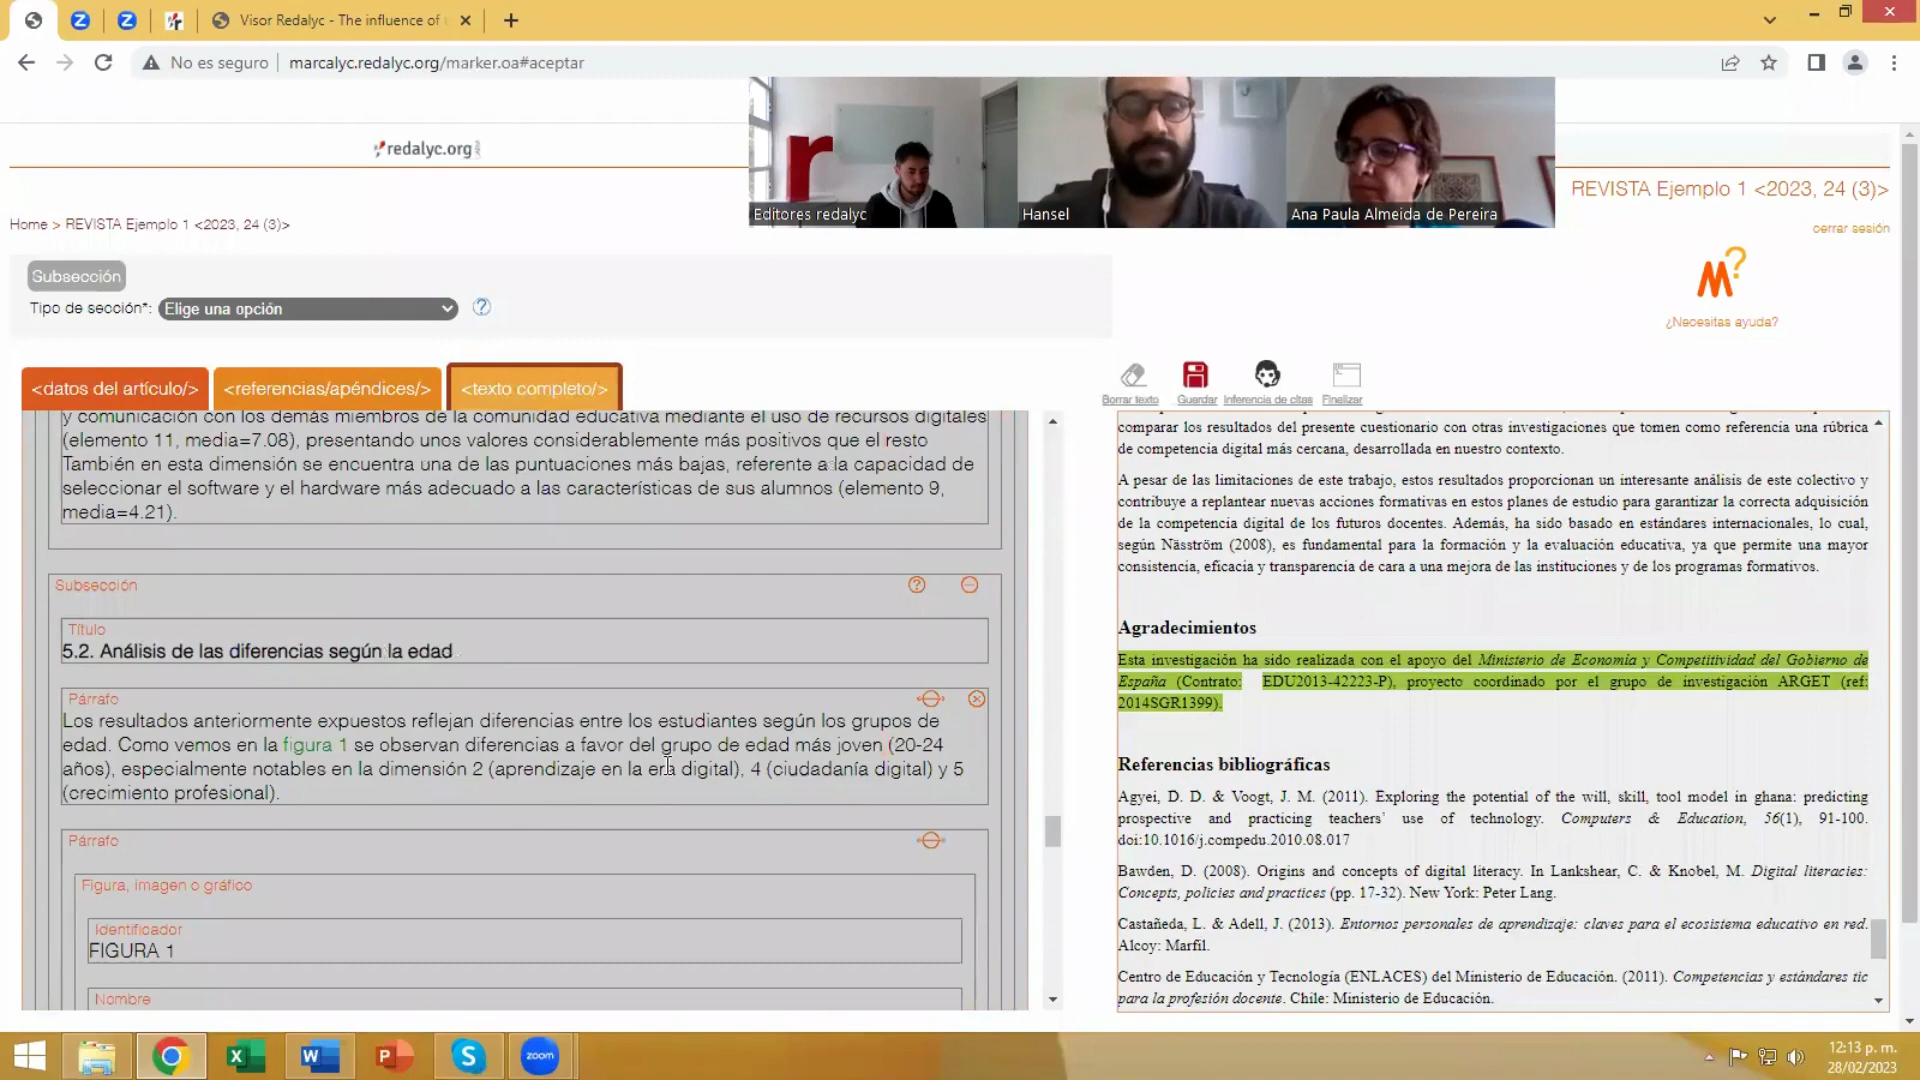 Visor Redalyc - The influence of
No es seguro
marcalyc.redalyc.org/marker.oa#aceptar
redalyc.org
r
Editores redalyc
Hansel
Ana Paula Almeida de Pereira
REVISTA Ejemplo 1 <2023, 24 (3)>
Home > REVISTA Ejemplo 1 <2023, 24 (3)>
cerrar sesión
Subsección
Tipo de sección*:
Elige una opción
?
M?
¿Necesitas ayuda?
<datos del artículo/>
<referencias/apéndices/>
<texto completo/>
Borrar texto
Guardar
Inferencia de citas
Finalizar
y comunicación con los demás miembros de la comunidad educativa mediante el uso de recursos digitales
(elemento 11, media=7.08), presentando unos valores considerablemente más positivos que el resto
También en esta dimensión se encuentra una de las puntuaciones más bajas, referente a la capacidad de
seleccionar el software y el hardware más adecuado a las características de sus alumnos (elemento 9,
media=4.21).
Subsección
?
Título
5.2. Análisis de las diferencias según la edad
Párrafo
Los resultados anteriormente expuestos reflejan diferencias entre los estudiantes según los grupos de
edad. Como vemos en la figura 1 se observan diferencias a favor del grupo de edad más joven (20-24
años), especialmente notables en la dimensión 2 (aprendizaje en la era digital), 4 (ciudadanía digital) y 5
(crecimiento profesional).
Párrafo
Figura, imagen o gráfico
Identificador
FIGURA 1
Nombre
comparar los resultados del presente cuestionario con otras investigaciones que tomen como referencia una rúbrica
de competencia digital más cercana, desarrollada en nuestro contexto.
A pesar de las limitaciones de este trabajo, estos resultados proporcionan un interesante análisis de este colectivo y
contribuye a replantear nuevas acciones formativas en estos planes de estudio para garantizar la correcta adquisición
de la competencia digital de los futuros docentes. Además, ha sido basado en estándares internacionales, lo cual,
según Näsström (2008), es fundamental para la formación y la evaluación educativa, ya que permite una mayor
consistencia, eficacia y transparencia de cara a una mejora de las instituciones y de los programas formativos.
Agradecimientos
Esta investigación ha sido realizada con el apoyo del Ministerio de Economía y Competitividad del Gobierno de
España (Contrato: EDU2013-42223-P), proyecto coordinado por el grupo de investigación ARGET (ref:
2014SGR1399).
Referencias bibliográficas
Agyei, D. D. & Voogt, J. M. (2011). Exploring the potential of the will, skill, tool model in ghana: predicting
prospective and practicing teachers' use of technology. Computers & Education, 56(1), 91-100.
doi:10.1016/j.compedu.2010.08.017
Bawden, D. (2008). Origins and concepts of digital literacy. In Lankshear, C. & Knobel, M. Digital literacies:
Concepts, policies and practices (pp. 17-32). New York: Peter Lang.
Castañeda, L. & Adell, J. (2013). Entornos personales de aprendizaje: claves para el ecosistema educativo en red.
Alcoy: Marfil.
Centro de Educación y Tecnología (ENLACES) del Ministerio de Educación. (2011). Competencias y estándares tic
para la profesión docente. Chile: Ministerio de Educación.
zoom
12:13 p. m.
28/02/2023